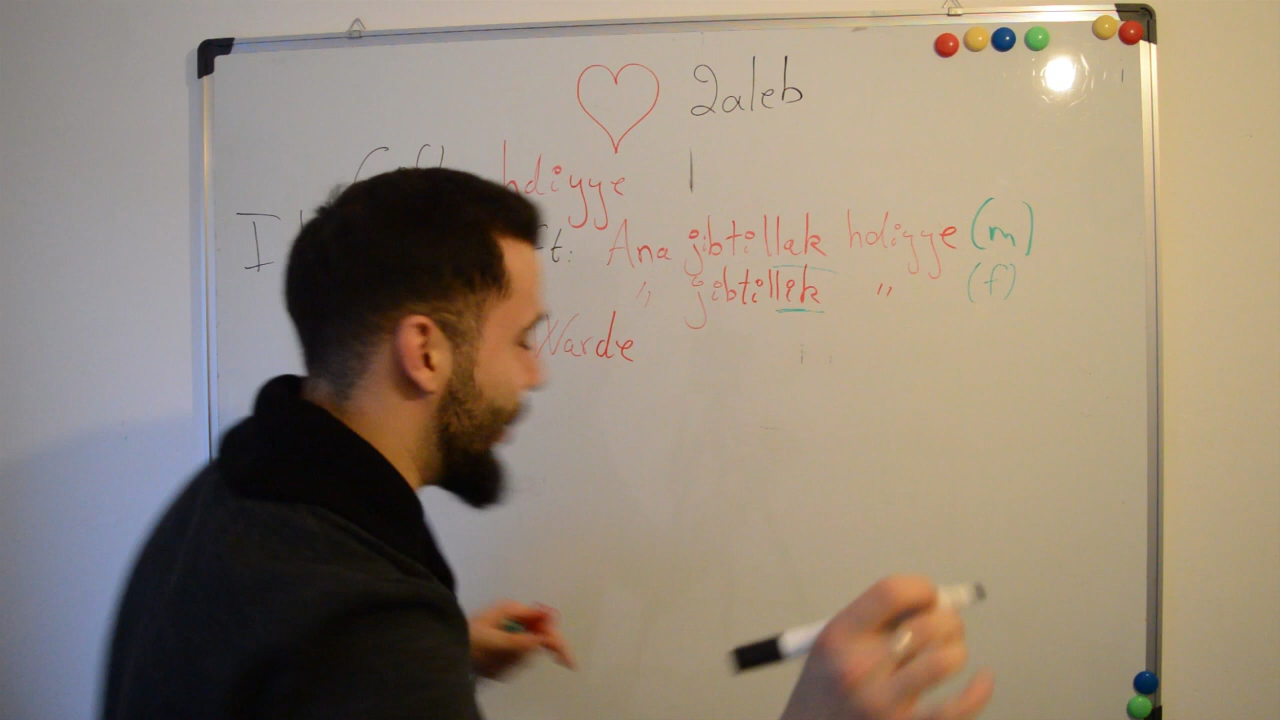 2aleb
hdiyye
I Ana jibtillak hdiyye (m)
" jibtillik " (f)
Warde